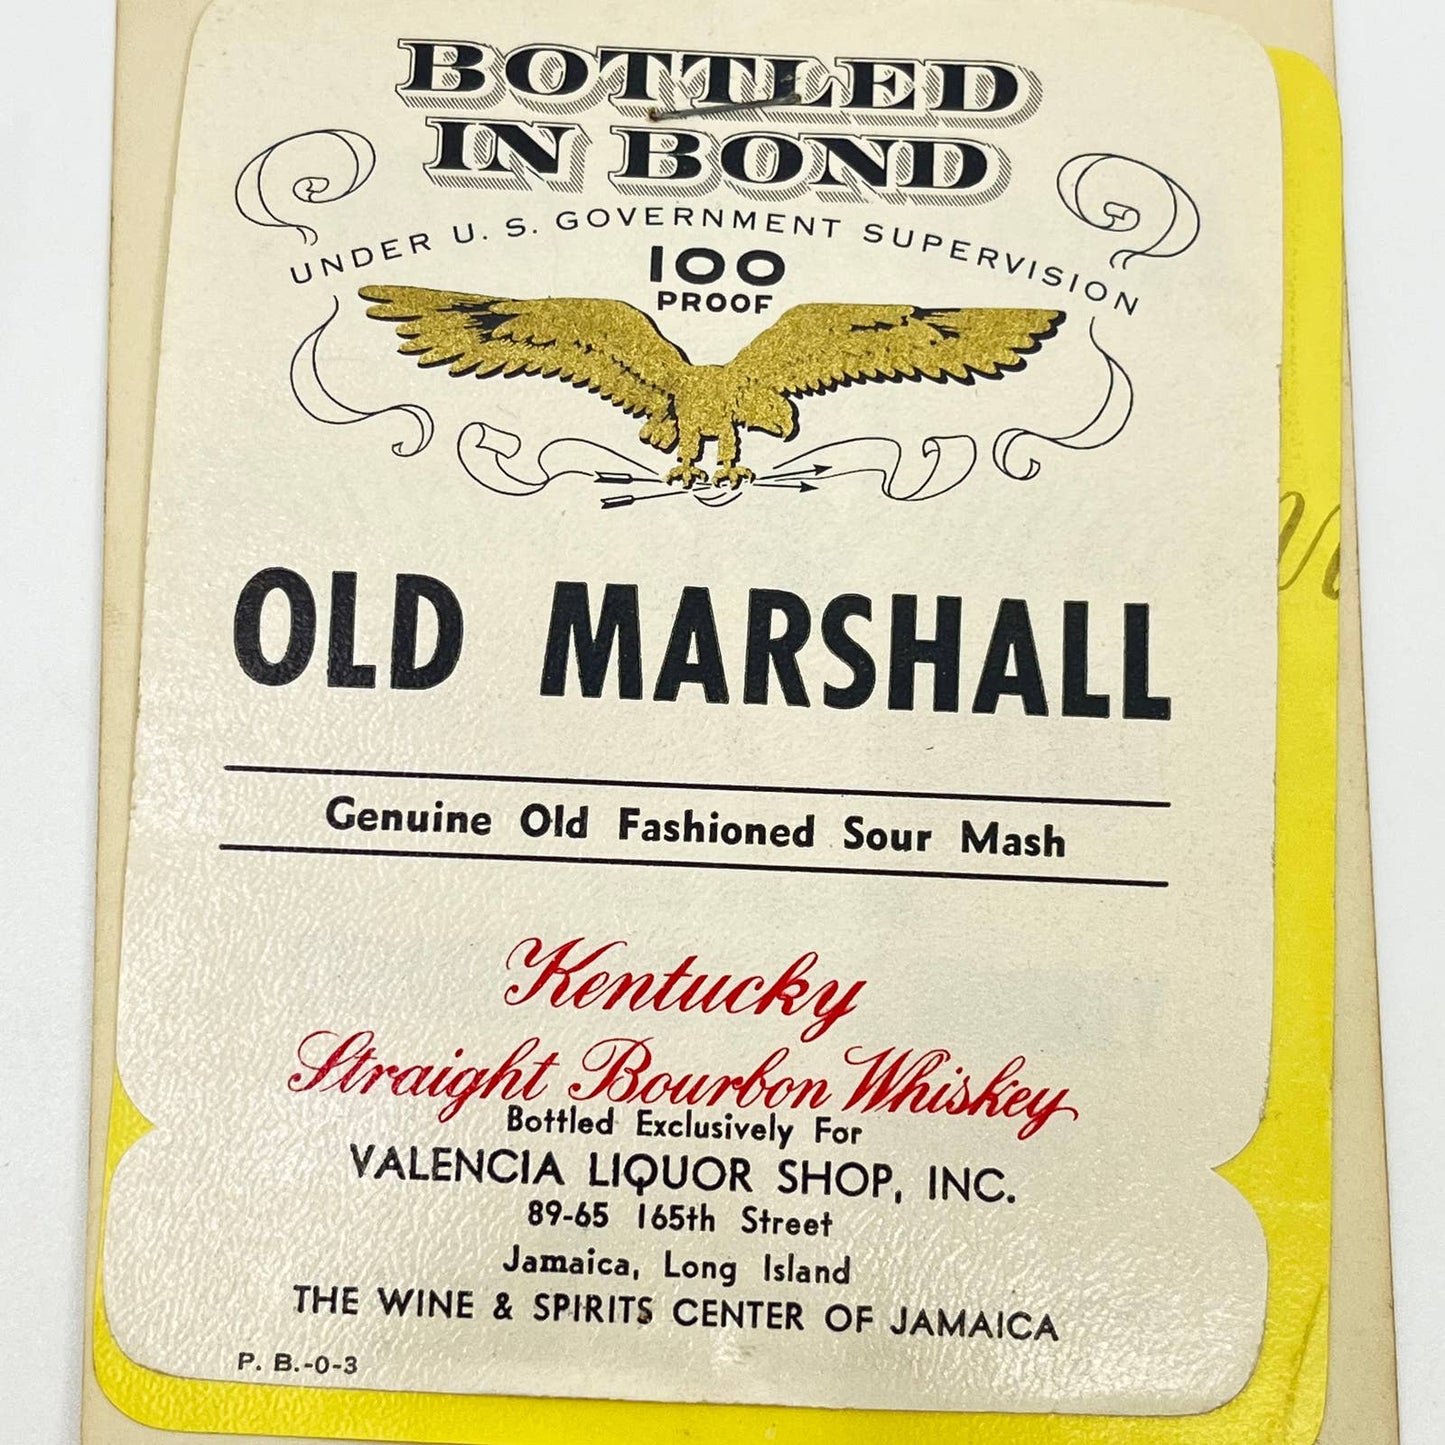 BOTTLED
IN BOND
UNDER U. S. GOVERNMENT SUPERVISION
100
PROOF
OLD MARSHALL
Genuine Old Fashioned Sour Mash
Kentucky
Straight Bourbon Whiskey
Bottled Exclusively For
VALENCIA LIQUOR SHOP, INC.
89-65 165th Street
Jamaica, Long Island
THE WINE & SPIRITS CENTER OF JAMAICA
P. B.-0-3